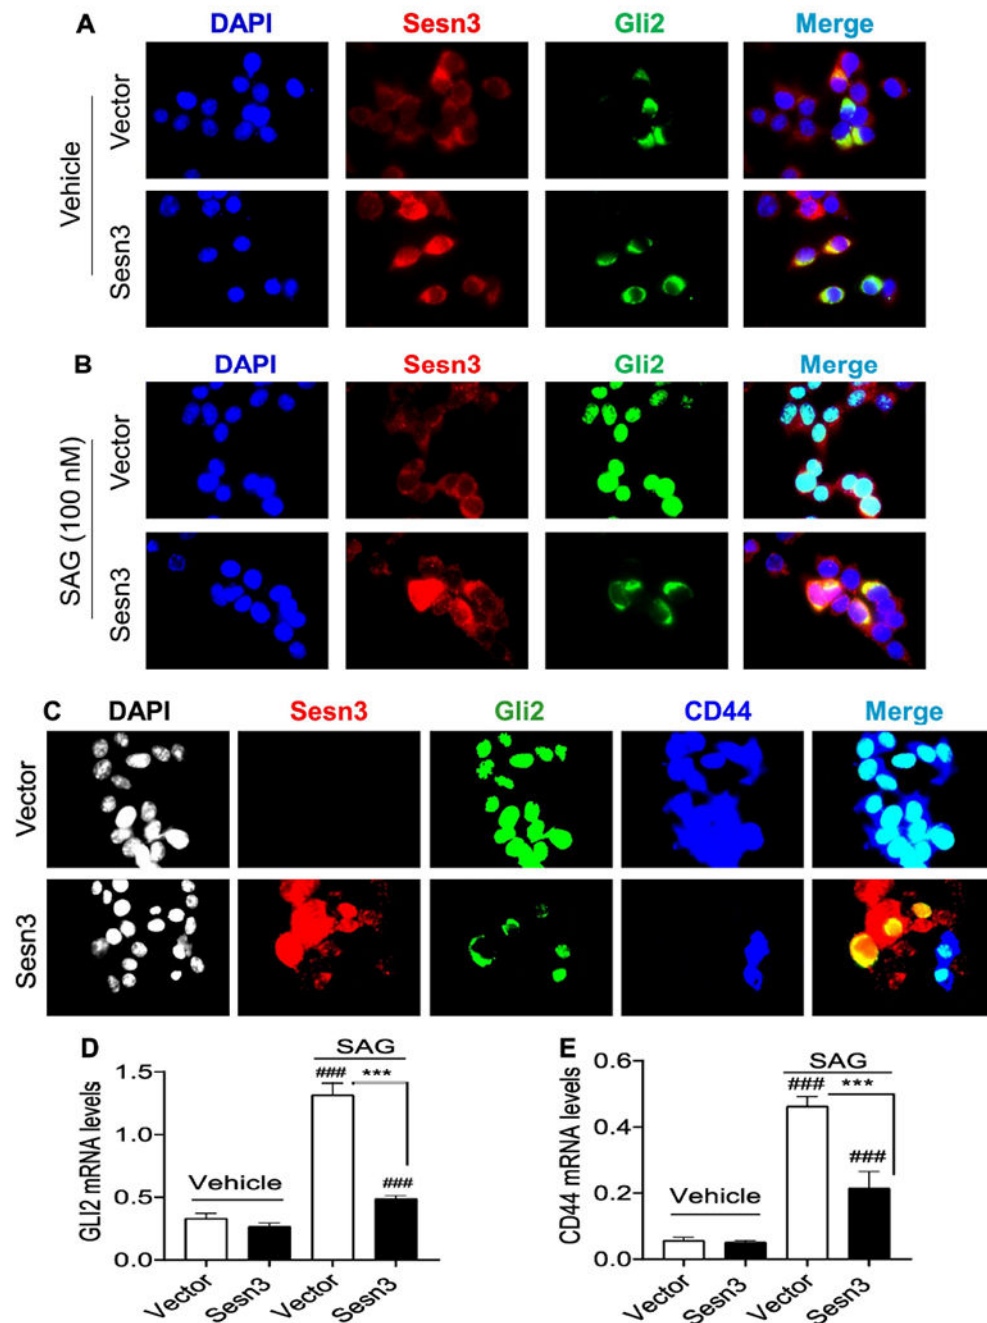 A DAPI Sesn3 Gli2 Merge
Vehicle
Vector
Sesn3
B DAPI Sesn3 Gli2 Merge
SAG (100 nM)
Vector
Sesn3
C DAPI Sesn3 Gli2 CD44 Merge
Vector
Sesn3
D
GLI2 mRNA levels
1.5
1.0
0.5
0.0
SAG
### ***
###
Vehicle
Vector Sesn3 Vector Sesn3
E
CD44 mRNA levels
0.6
0.4
0.2
0.0
SAG
### ***
###
Vehicle
Vector Sesn3 Vector Sesn3